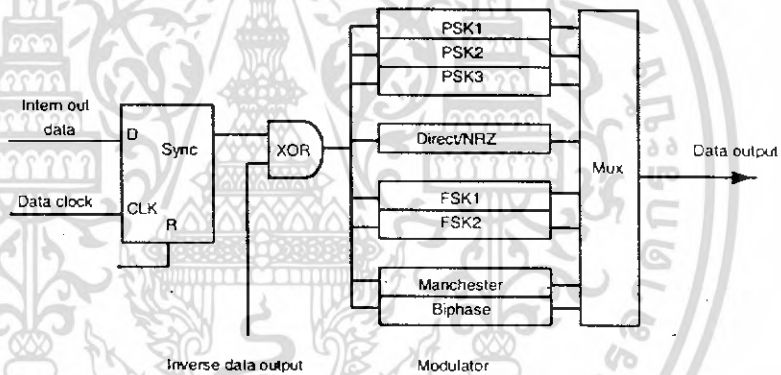 PSK1
PSK2
PSK3
Intern out
data
D
Sync
XOR
Direct/NRZ
Mux
Data output
Data clock
CLK
R
FSK1
FSK2
Manchester
Biphase
Inverse data output
Modulator